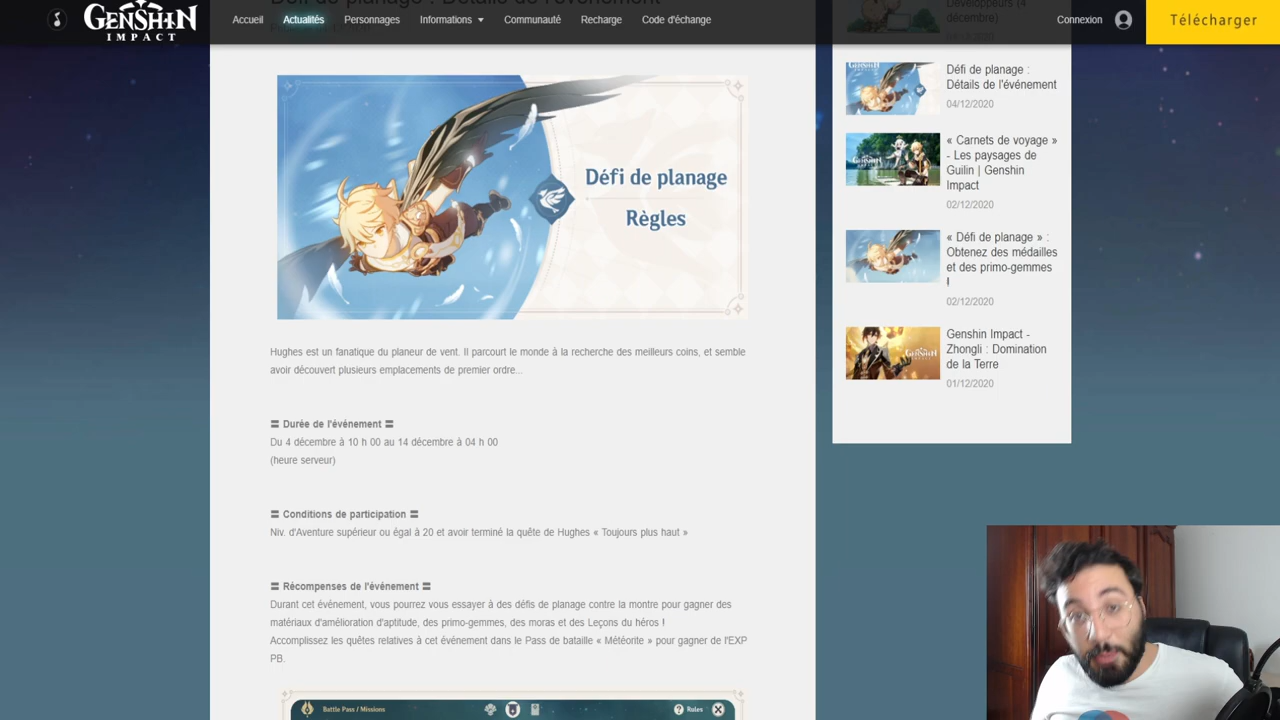 GENSHIN
IMPACT
Accueil
Actualités
Personnages
Informations
Communauté
Recharge
Code d'échange
Connexion
Télécharger
Défi de planage
Règles
Hughes est un fanatique du planeur de vent. Il parcourt le monde à la recherche des meilleurs coins, et semble
avoir découvert plusieurs emplacements de premier ordre...
〓 Durée de l'événement 〓
Du 4 décembre à 10 h 00 au 14 décembre à 04 h 00
(heure serveur)
〓 Conditions de participation 〓
Niv. d'Aventure supérieur ou égal à 20 et avoir terminé la quête de Hughes « Toujours plus haut »
〓 Récompenses de l'événement 〓
Durant cet événement, vous pourrez vous essayer à des défis de planage contre la montre pour gagner des
matériaux d'amélioration d'aptitude, des primo-gemmes, des moras et des Leçons du héros !
Accomplissez les quêtes relatives à cet événement dans le Pass de bataille « Météorite » pour gagner de l'EXP
PB.
Battle Pass / Missions
Rules
Développeurs (4
décembre)
Défi de planage :
Détails de l'événement
04/12/2020
« Carnets de voyage »
- Les paysages de
Guilin | Genshin
Impact
02/12/2020
« Défi de planage » :
Obtenez des médailles
et des primo-gemmes
!
02/12/2020
Genshin Impact -
Zhongli : Domination
de la Terre
01/12/2020